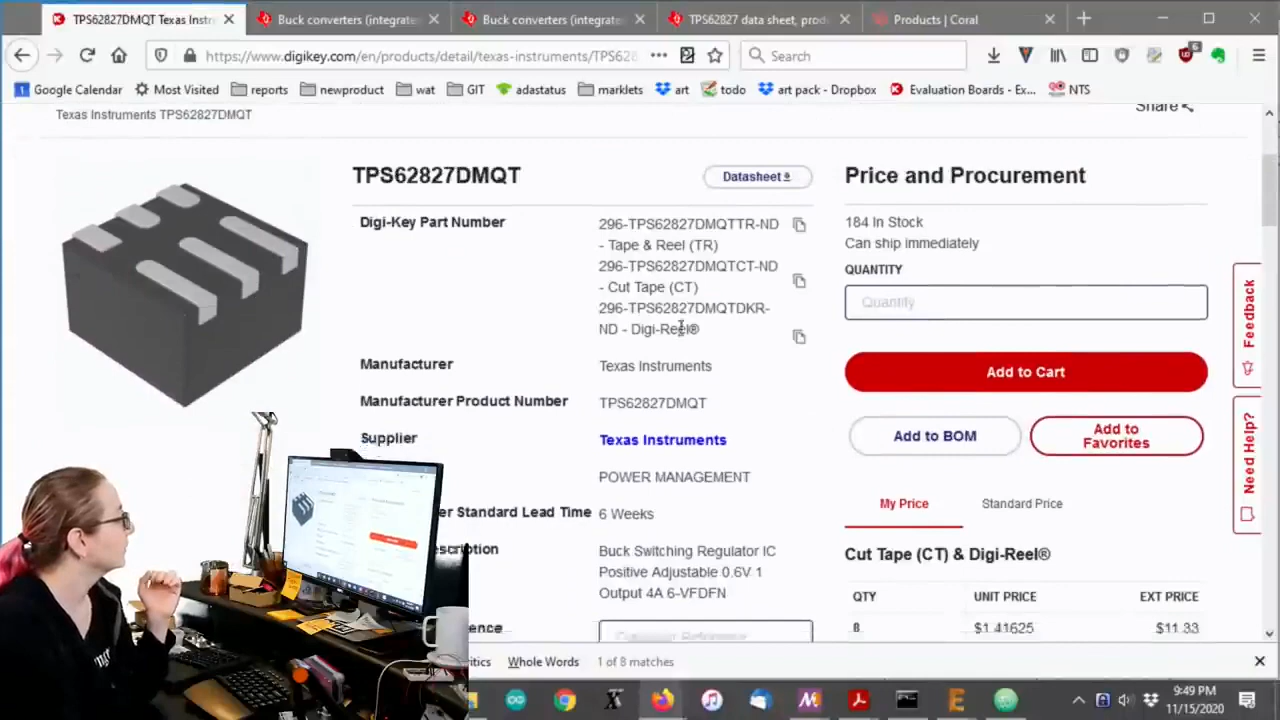 TPS62827DMQT Texas Instr
Buck converters (integrate
Buck converters (integrate
TPS62827 data sheet, prod
Products | Coral
https://www.digikey.com/en/products/detail/texas-instruments/TPS62
Search
6
Google Calendar
Most Visited
reports
newproduct
wat
GIT
adastatus
marklets
art
todo
art pack - Dropbox
Evaluation Boards - Ex...
NTS
Texas Instruments TPS62827DMQT
Share
TPS62827DMQT
Datasheet
Price and Procurement
Digi-Key Part Number
296-TPS62827DMQTTR-ND
- Tape & Reel (TR)
296-TPS62827DMQTCT-ND
- Cut Tape (CT)
296-TPS62827DMQTDKR-
ND - Digi-Reel®
184 In Stock
Can ship immediately
QUANTITY
Quantity
Add to Cart
Manufacturer
Texas Instruments
Manufacturer Product Number
TPS62827DMQT
Supplier
Texas Instruments
POWER MANAGEMENT
er Standard Lead Time
6 Weeks
escription
Buck Switching Regulator IC
Positive Adjustable 0.6V 1
Output 4A 6-VFDFN
ence
Customer Reference
Add to BOM
Add to
Favorites
My Price
Standard Price
Cut Tape (CT) & Digi-Reel®
QTY
UNIT PRICE
EXT PRICE
8
$1.41625
$11.33
Feedback
Need Help?
itics
Whole Words
1 of 8 matches
9:49 PM
11/15/2020